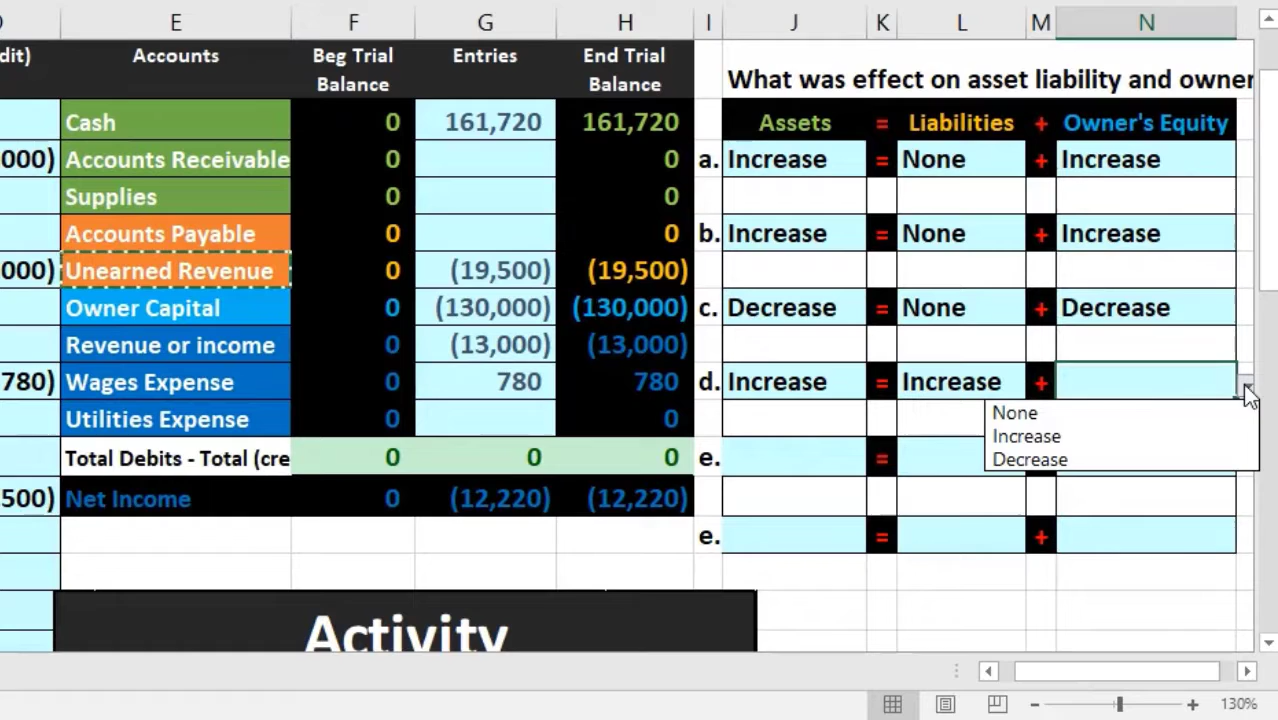 E F G H I J K L M N
dit) Accounts Beg Trial Balance Entries End Trial Balance
What was effect on asset liability and owner
Cash 0 161,720 161,720 Assets = Liabilities + Owner's Equity
000) Accounts Receivable 0 0 a. Increase = None + Increase
Supplies 0 0
Accounts Payable 0 0 b. Increase = None + Increase
000) Unearned Revenue 0 (19,500) (19,500)
Owner Capital 0 (130,000) (130,000) c. Decrease = None + Decrease
Revenue or income 0 (13,000) (13,000)
780) Wages Expense 0 780 780 d. Increase = Increase +
None
Increase
Decrease
Utilities Expense 0 0
Total Debits - Total (cre 0 0 0 e. =
500) Net Income 0 (12,220) (12,220)
e. = +
Activity
130%